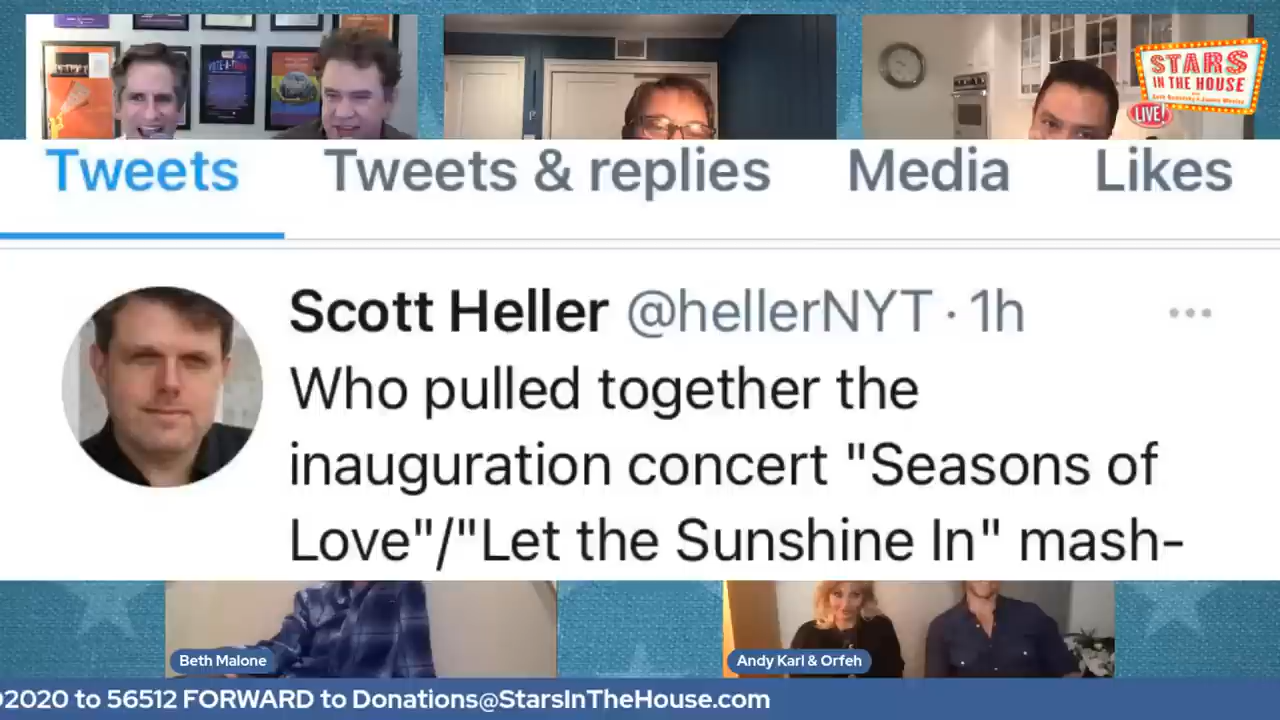 STARS
IN THE HOUSE
LIVE!
Tweets Tweets & replies Media Likes
Scott Heller @hellerNYT · 1h
Who pulled together the
inauguration concert "Seasons of
Love"/"Let the Sunshine In" mash-
Beth Malone
Andy Karl & Orfeh
2020 to 56512 FORWARD to Donations@StarsInTheHouse.com